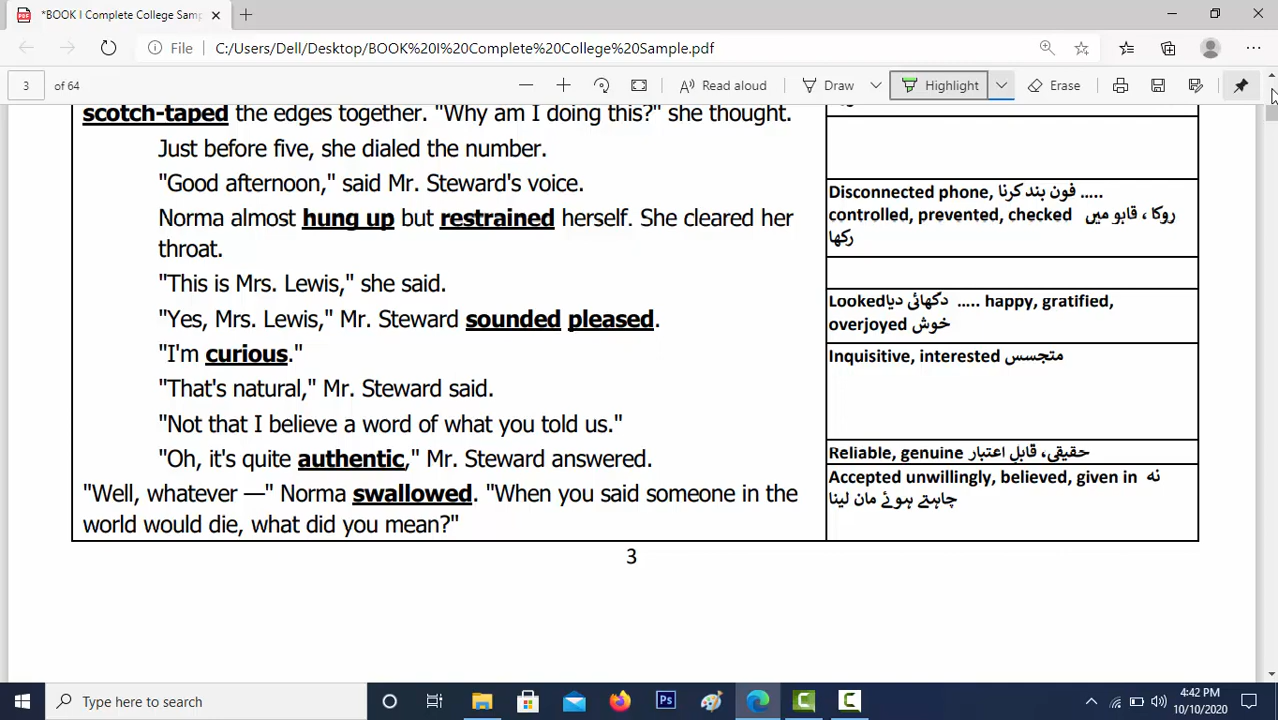 *BOOK I Complete College Samp
File C:/Users/Dell/Desktop/BOOK%20I%20Complete%20College%20Sample.pdf
3 of 64 Read aloud Draw Highlight Erase
scotch-taped the edges together. "Why am I doing this?" she thought.
Just before five, she dialed the number.
"Good afternoon," said Mr. Steward's voice.
Norma almost hung up but restrained herself. She cleared her
throat.
"This is Mrs. Lewis," she said.
"Yes, Mrs. Lewis," Mr. Steward sounded pleased.
"I'm curious."
"That's natural," Mr. Steward said.
"Not that I believe a word of what you told us."
"Oh, it's quite authentic," Mr. Steward answered.
"Well, whatever —" Norma swallowed. "When you said someone in the
world would die, what did you mean?"
Disconnected phone, فون بند کرنا .....
controlled, prevented, checked روکا ، قابو میں
رکھا
Looked دکھائی دیا ..... happy, gratified,
overjoyed خوش
Inquisitive, interested متجسس
Reliable, genuine حقیقی، قابلِ اعتبار
Accepted unwillingly, believed, given in نہ
چاہتے ہوئے مان لینا
3
Type here to search
Ps
4:42 PM
10/10/2020